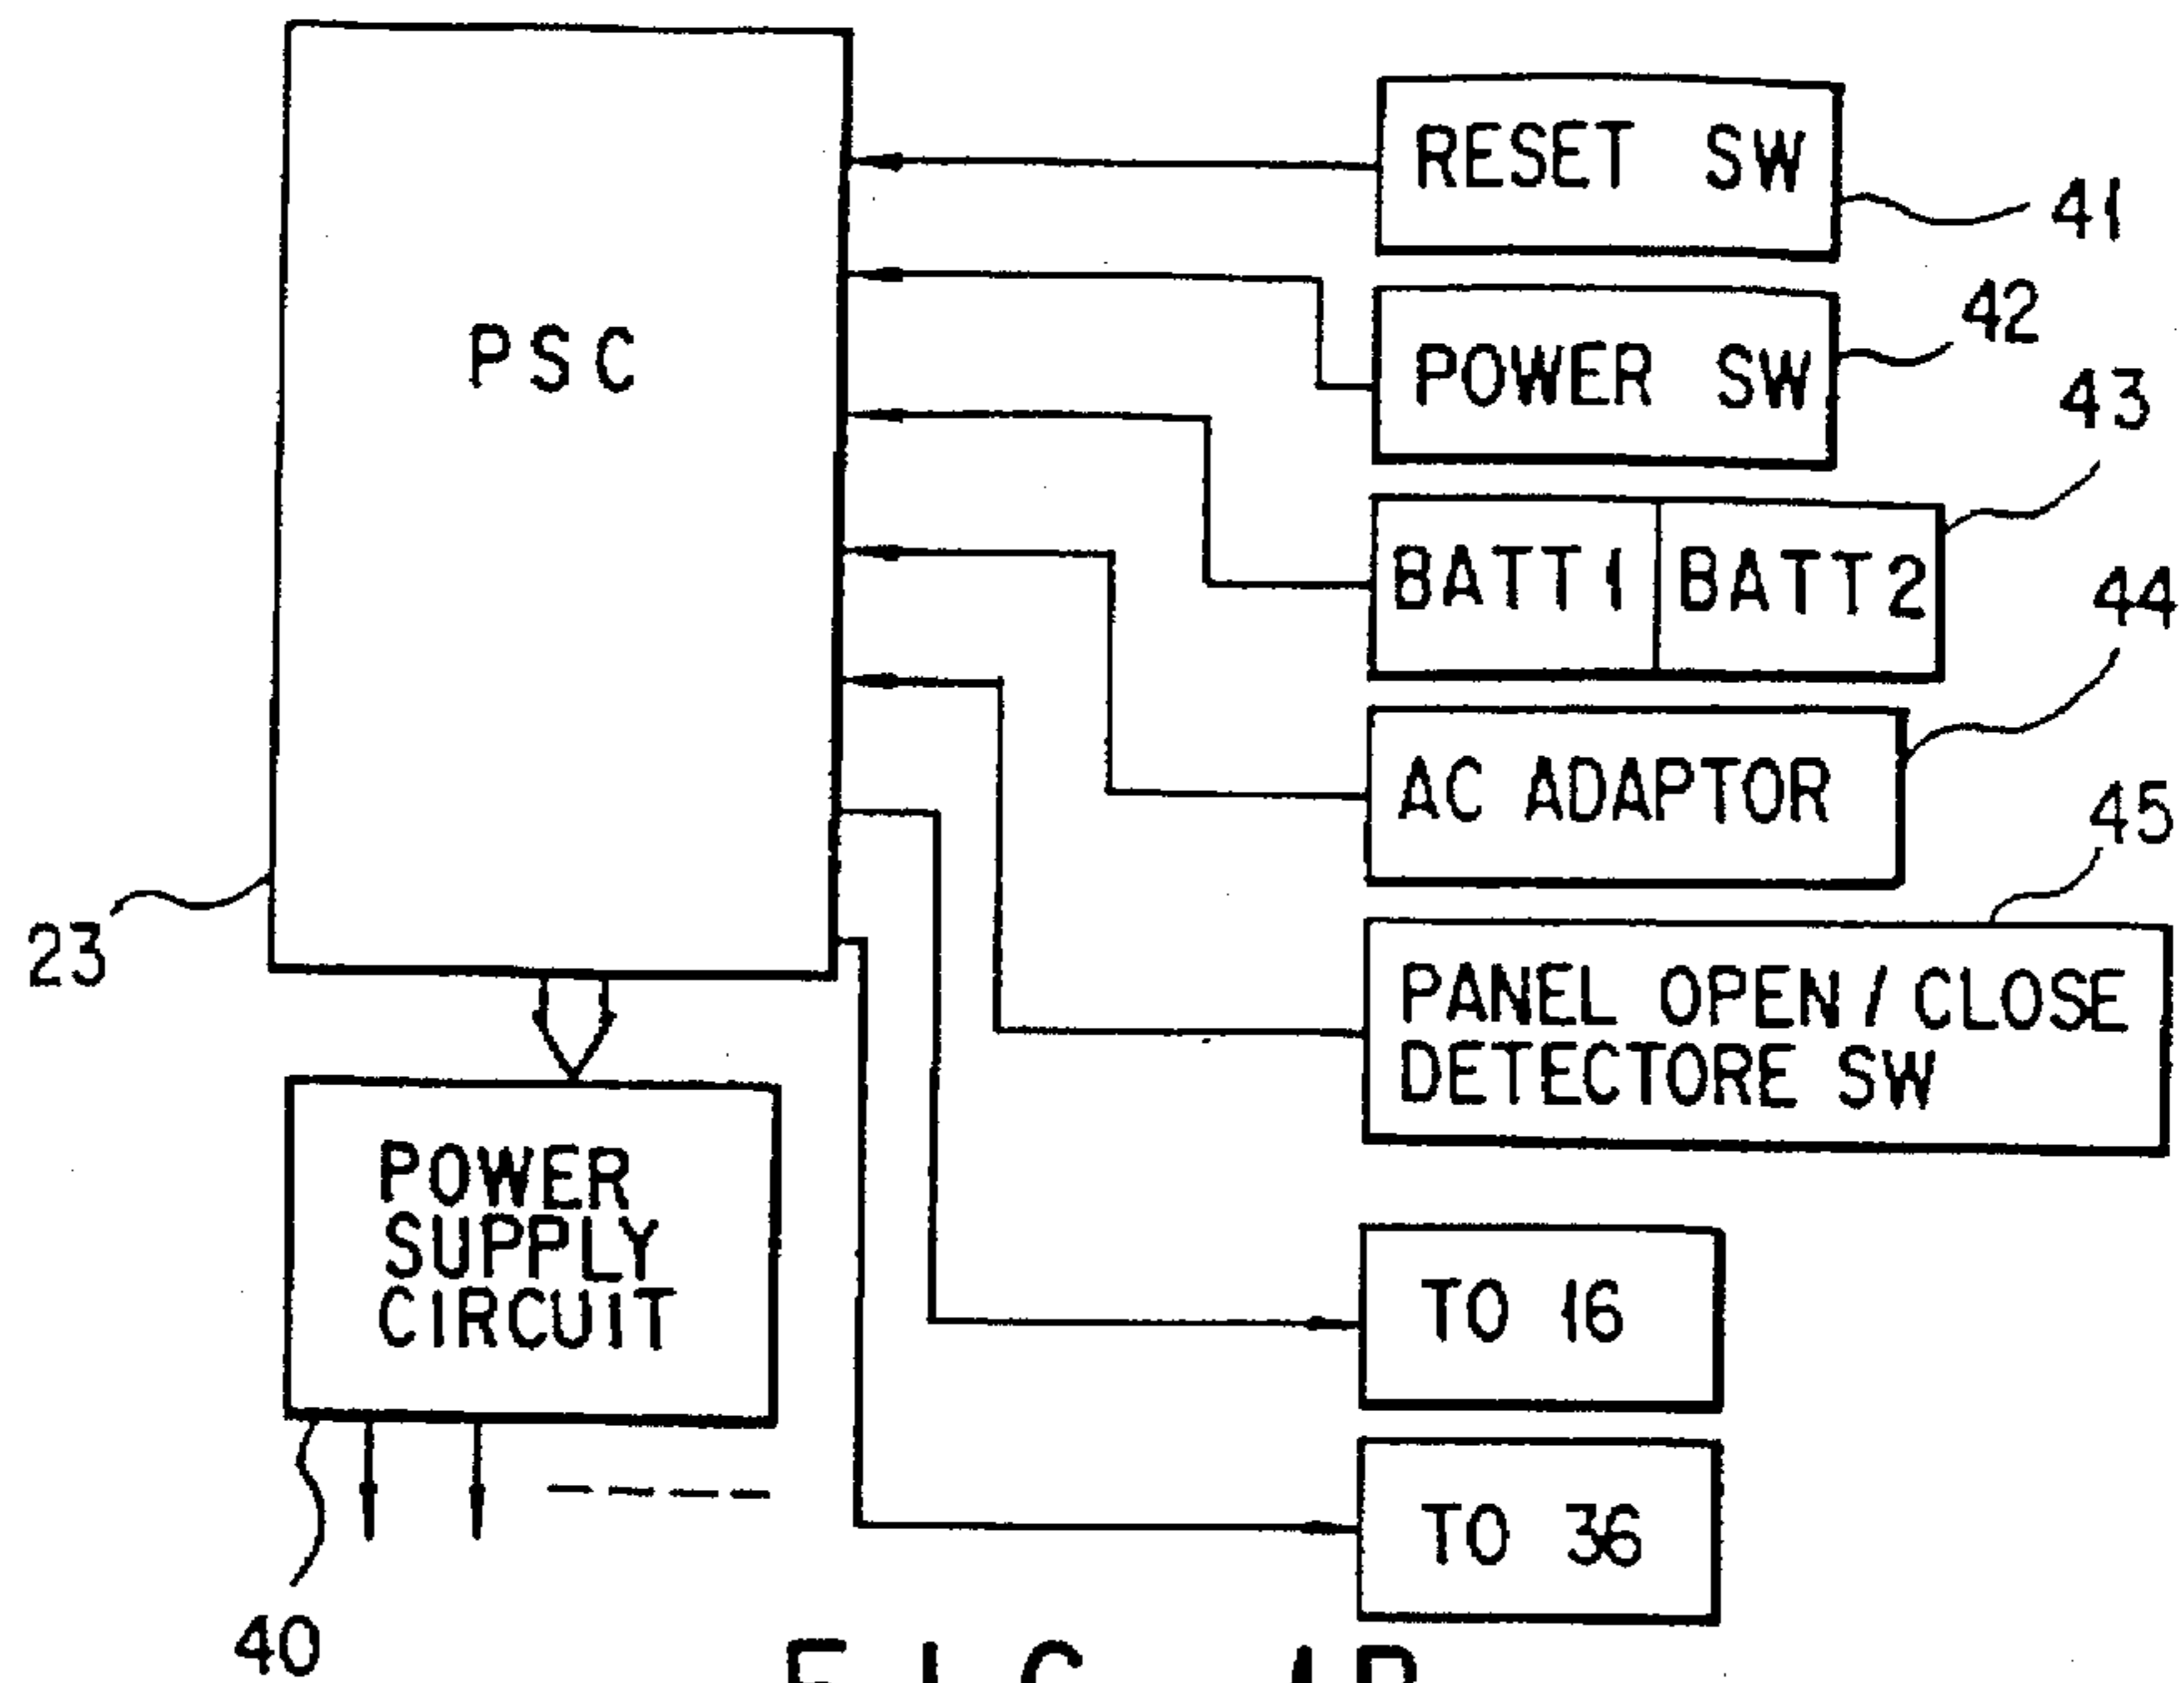 PSC
RESET SW
41
POWER SW
42
43
BATT1 BATT2
44
AC ADAPTOR
45
PANEL OPEN/CLOSE
DETECTORE SW
23
POWER
SUPPLY
CIRCUIT
TO 16
TO 36
40